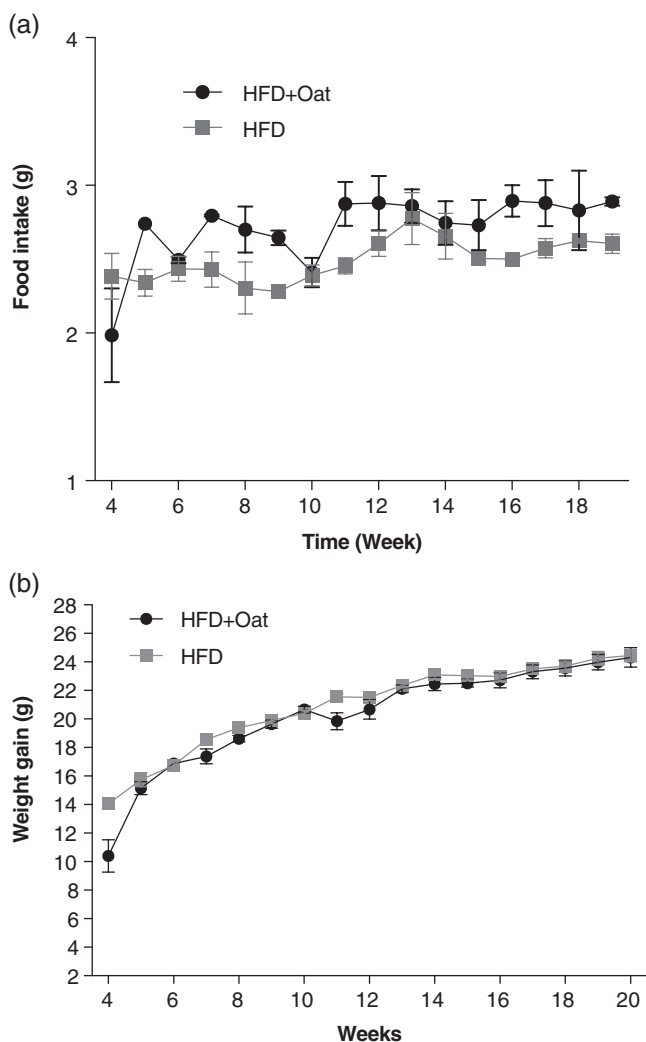 (a)
4
3
2
1
Food intake (g)
HFD+Oat
HFD
4 6 8 10 12 14 16 18
Time (Week)
(b)
28
26
24
22
20
18
16
14
12
10
8
6
4
2
Weight gain (g)
HFD+Oat
HFD
4 6 8 10 12 14 16 18 20
Weeks